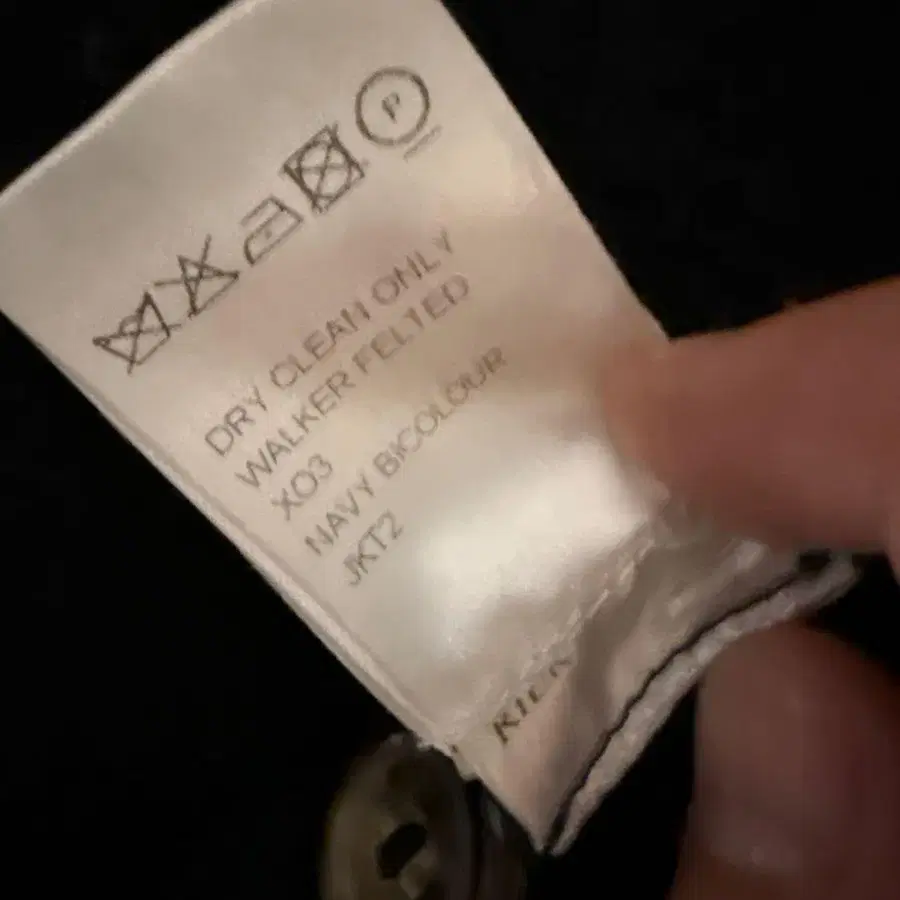 P
DRY CLEAN ONLY
WALKER FELTED
XO3
NAVY BICOLOUR
JKT2